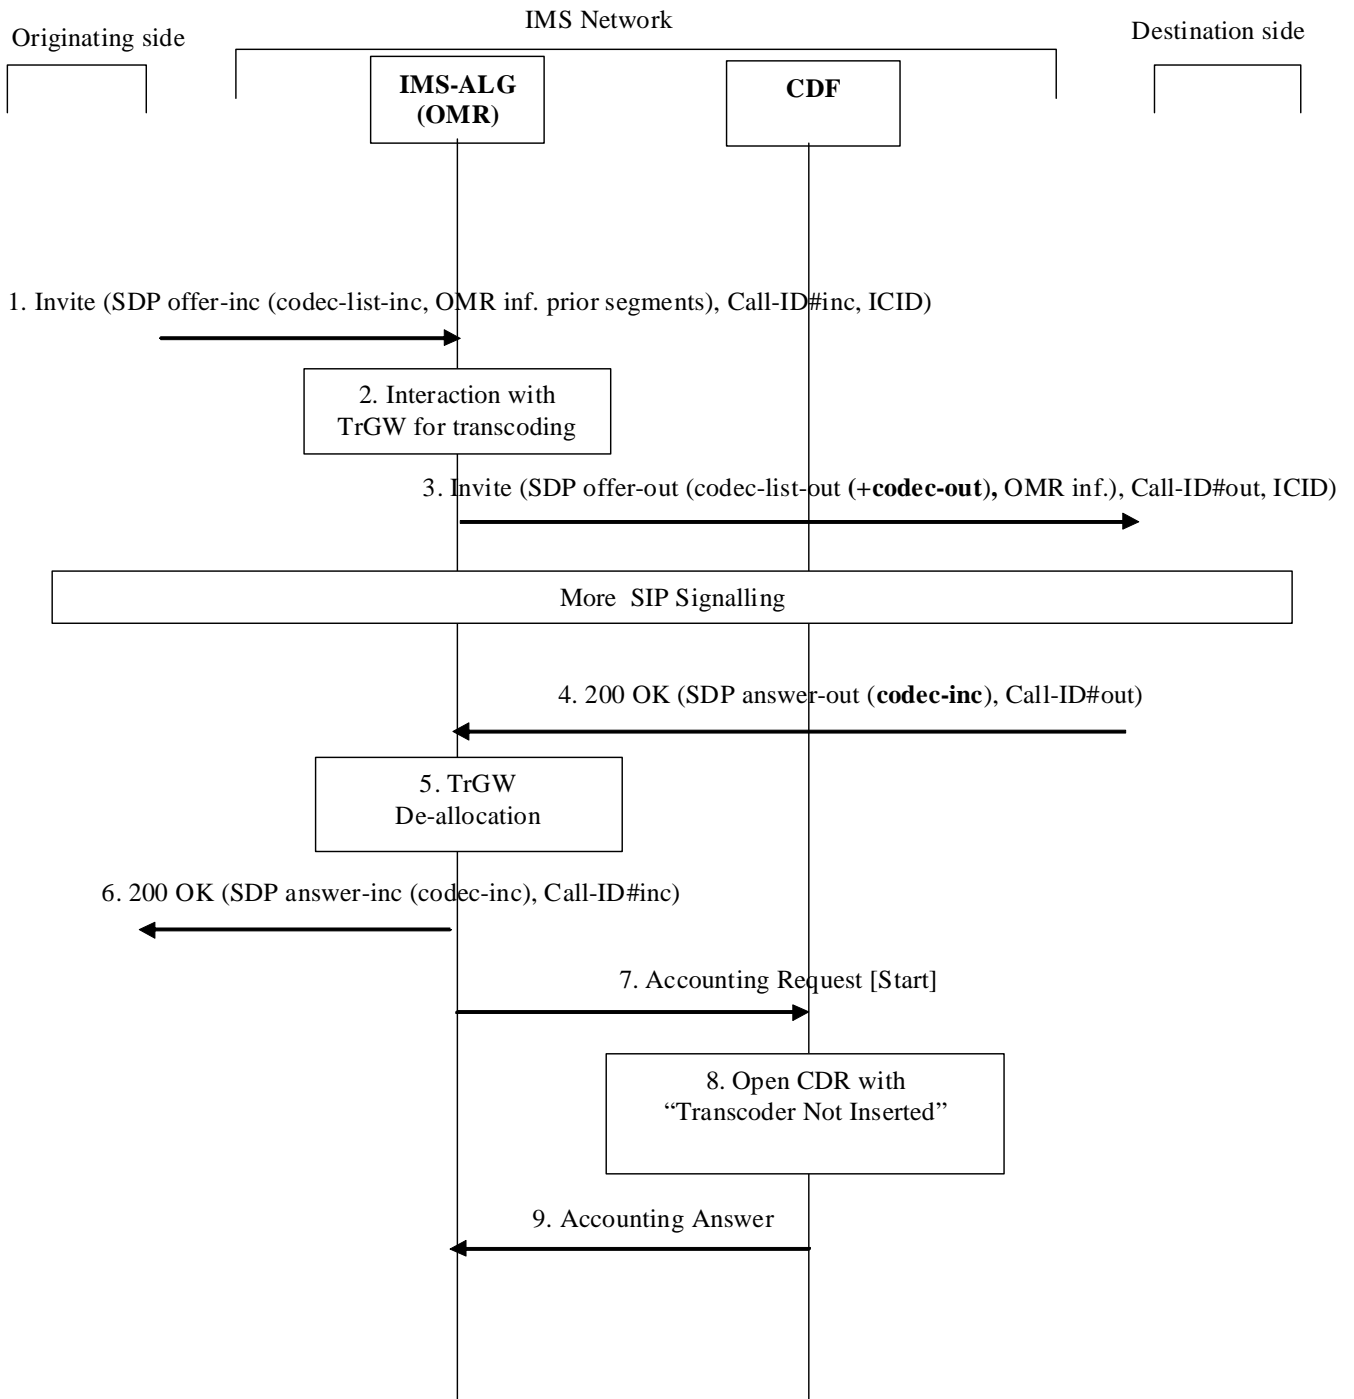 IMS Network
Originating side
Destination side
IMS-ALG
(OMR)
CDF
1. Invite (SDP offer-inc (codec-list-inc, OMR inf. prior segments), Call-ID#inc, ICID)
2. Interaction with
TrGW for transcoding
3. Invite (SDP offer-out (codec-list-out (+codec-out), OMR inf.), Call-ID#out, ICID)
More SIP Signalling
4. 200 OK (SDP answer-out (codec-inc), Call-ID#out)
5. TrGW
De-allocation
6. 200 OK (SDP answer-inc (codec-inc), Call-ID#inc)
7. Accounting Request [Start]
8. Open CDR with
“Transcoder Not Inserted”
9. Accounting Answer